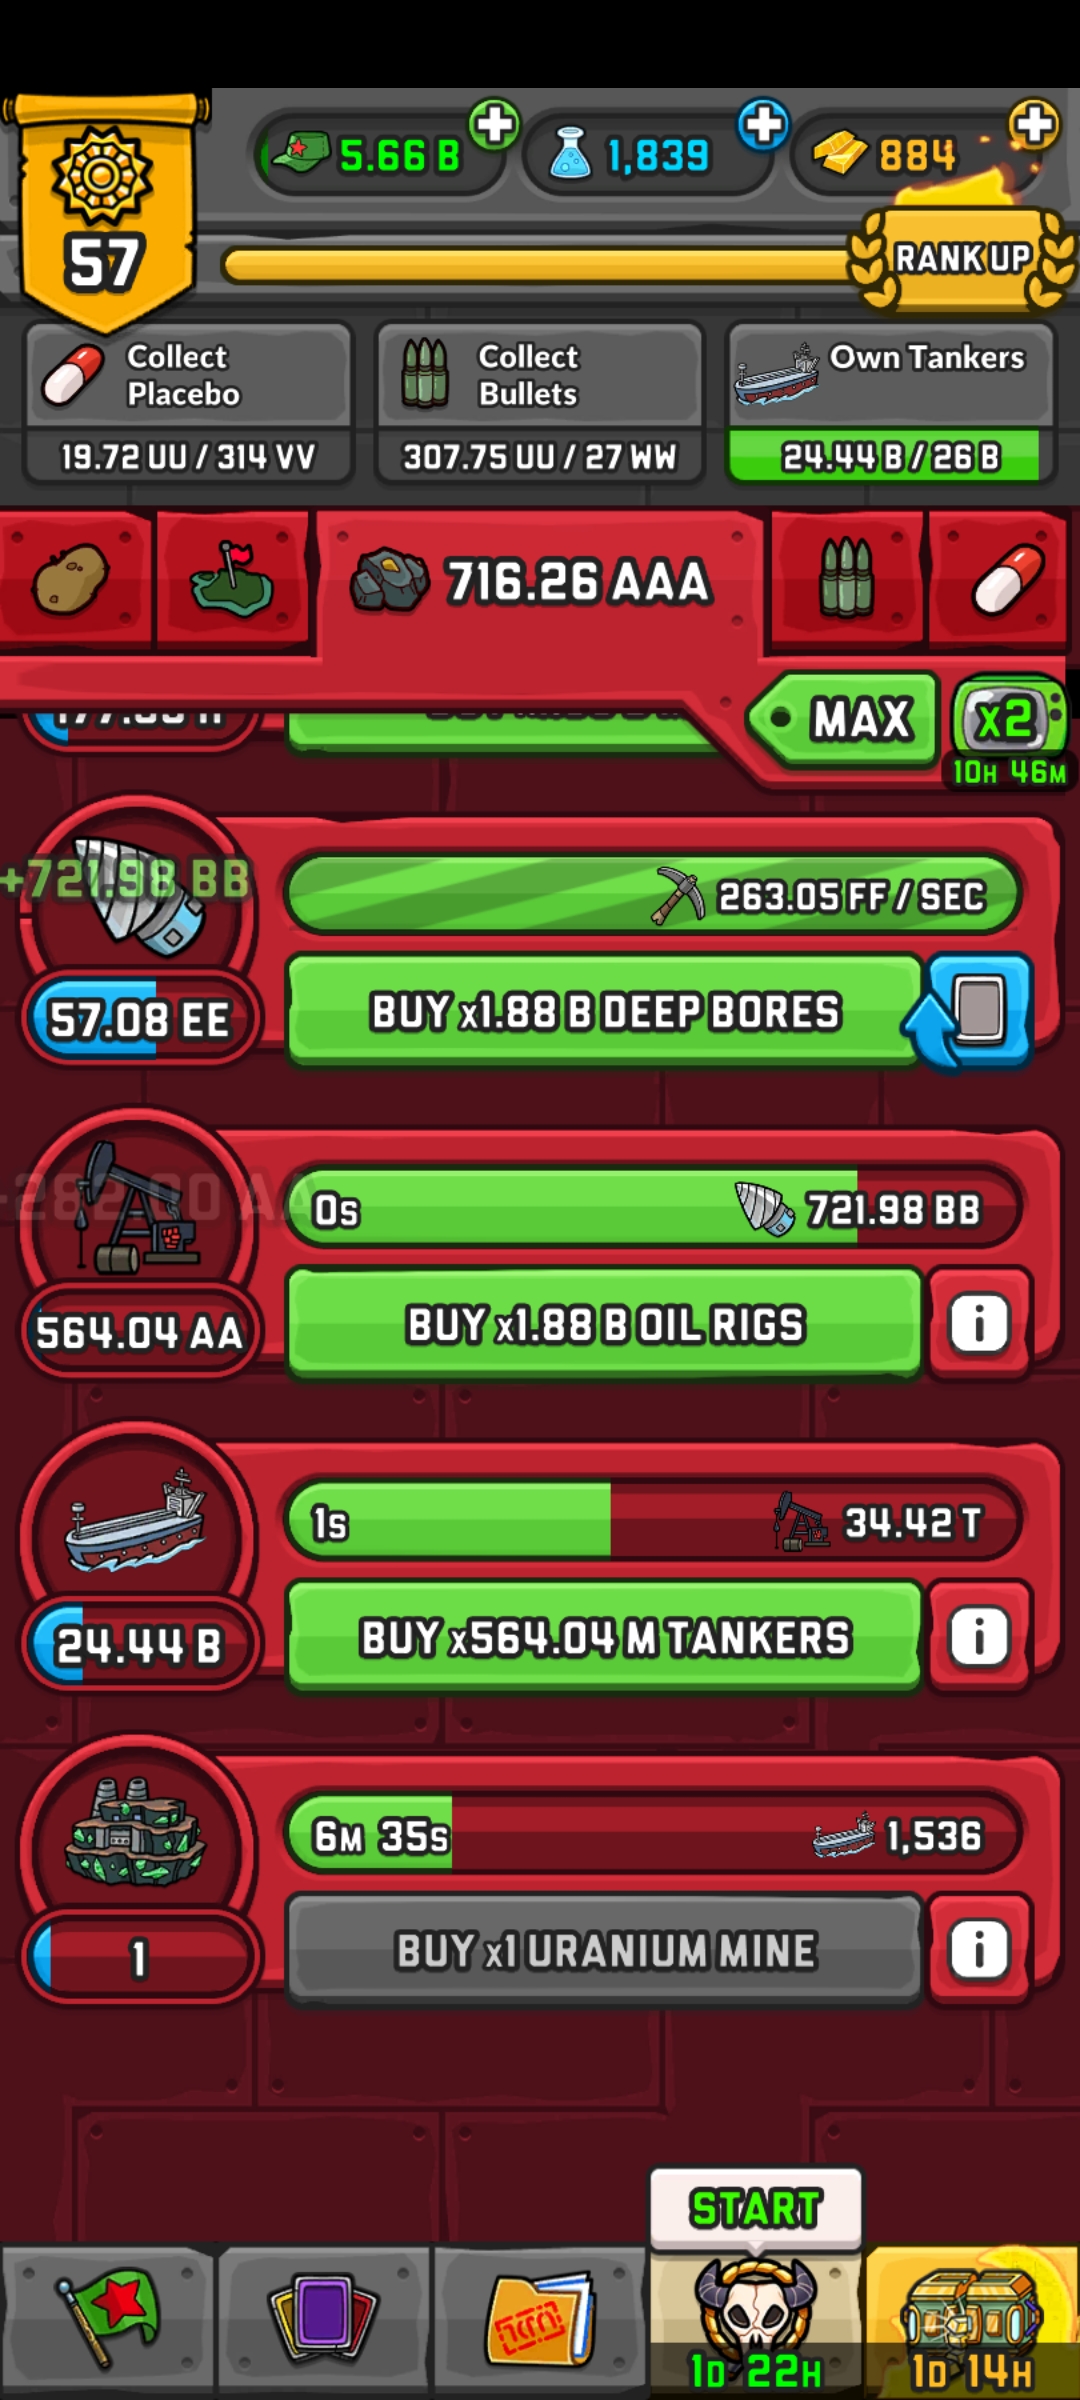 5.66 B
1,839
884
57
RANK UP
Collect
Placebo
19.72 UU / 314 VV
Collect
Bullets
307.75 UU / 27 WW
Own Tankers
24.44 B / 26 B
716.26 AAA
MAX
x2
10H 46M
+721.98 BB
263.05 FF / SEC
57.08 EE
BUY x1.88 B DEEP BORES
0s
721.98 BB
564.04 AA
BUY x1.88 B OIL RIGS
i
1s
34.42 T
24.44 B
BUY x564.04 M TANKERS
i
6M 35s
1,536
1
BUY x1 URANIUM MINE
i
START
1D 22H
1D 14H